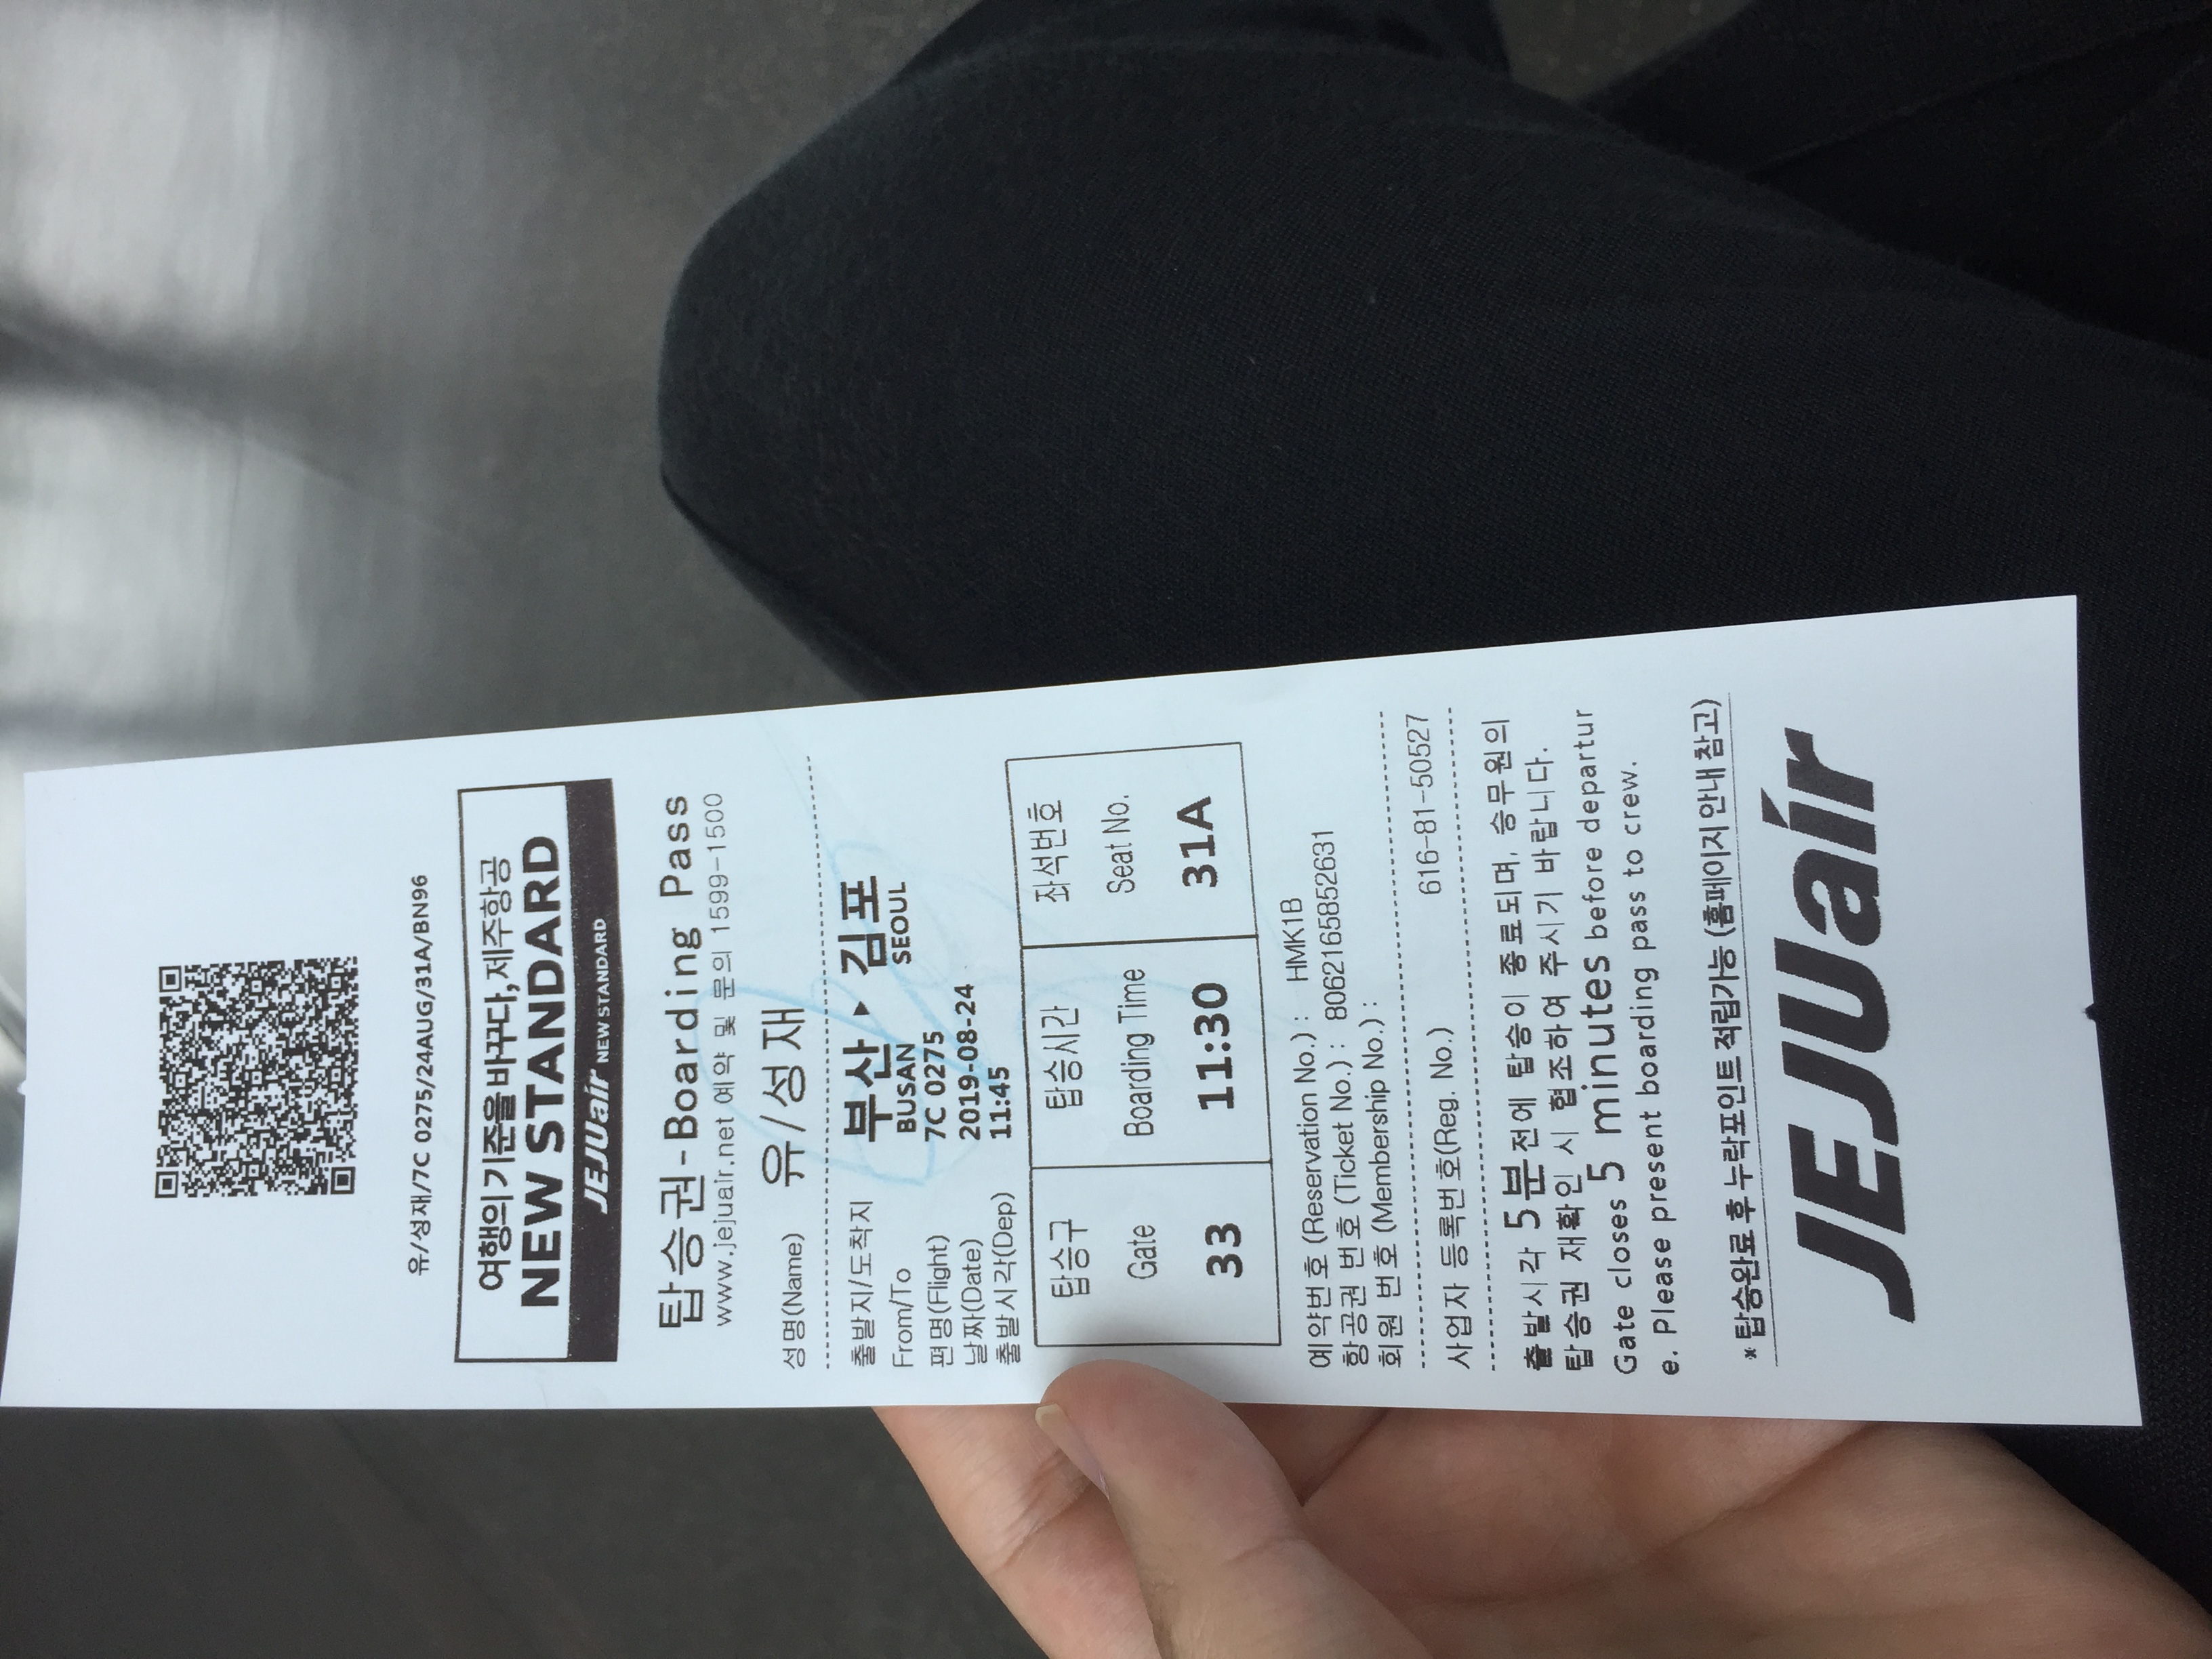 유/성재/7C 0275/24AUG/31A/BN96
여행의 기준을 바꾸다, 제주항공
NEW STANDARD
JEJUair NEW STANDARD
탑승권-Boarding Pass
www.jejuair.net 예약 및 문의 1599-1500
성명(Name) 유/성재
출발지/도착지 부산 ▸ 김포
From/To BUSAN SEOUL
편명(Flight) 7C 0275
날짜(Date) 2019-08-24
출발시각(Dep) 11:45
탑승구 탑승시간 좌석번호
Gate Boarding Time Seat No.
33 11:30 31A
예약번호 (Reservation No.) : HMK1B
항공권 번호 (Ticket No.) : 8062165852631
회원 번호 (Membership No.) :
사업자 등록번호(Reg. No.) 616-81-50527
출발시각 5분전에 탑승이 종료되며, 승무원의
탑승권 재확인 시 협조하여 주시기 바랍니다.
Gate closes 5 minutes before departur
e. Please present boarding pass to crew.
* 탑승완료 후 누락포인트 적립가능 (홈페이지 안내 참고)
JEJUair